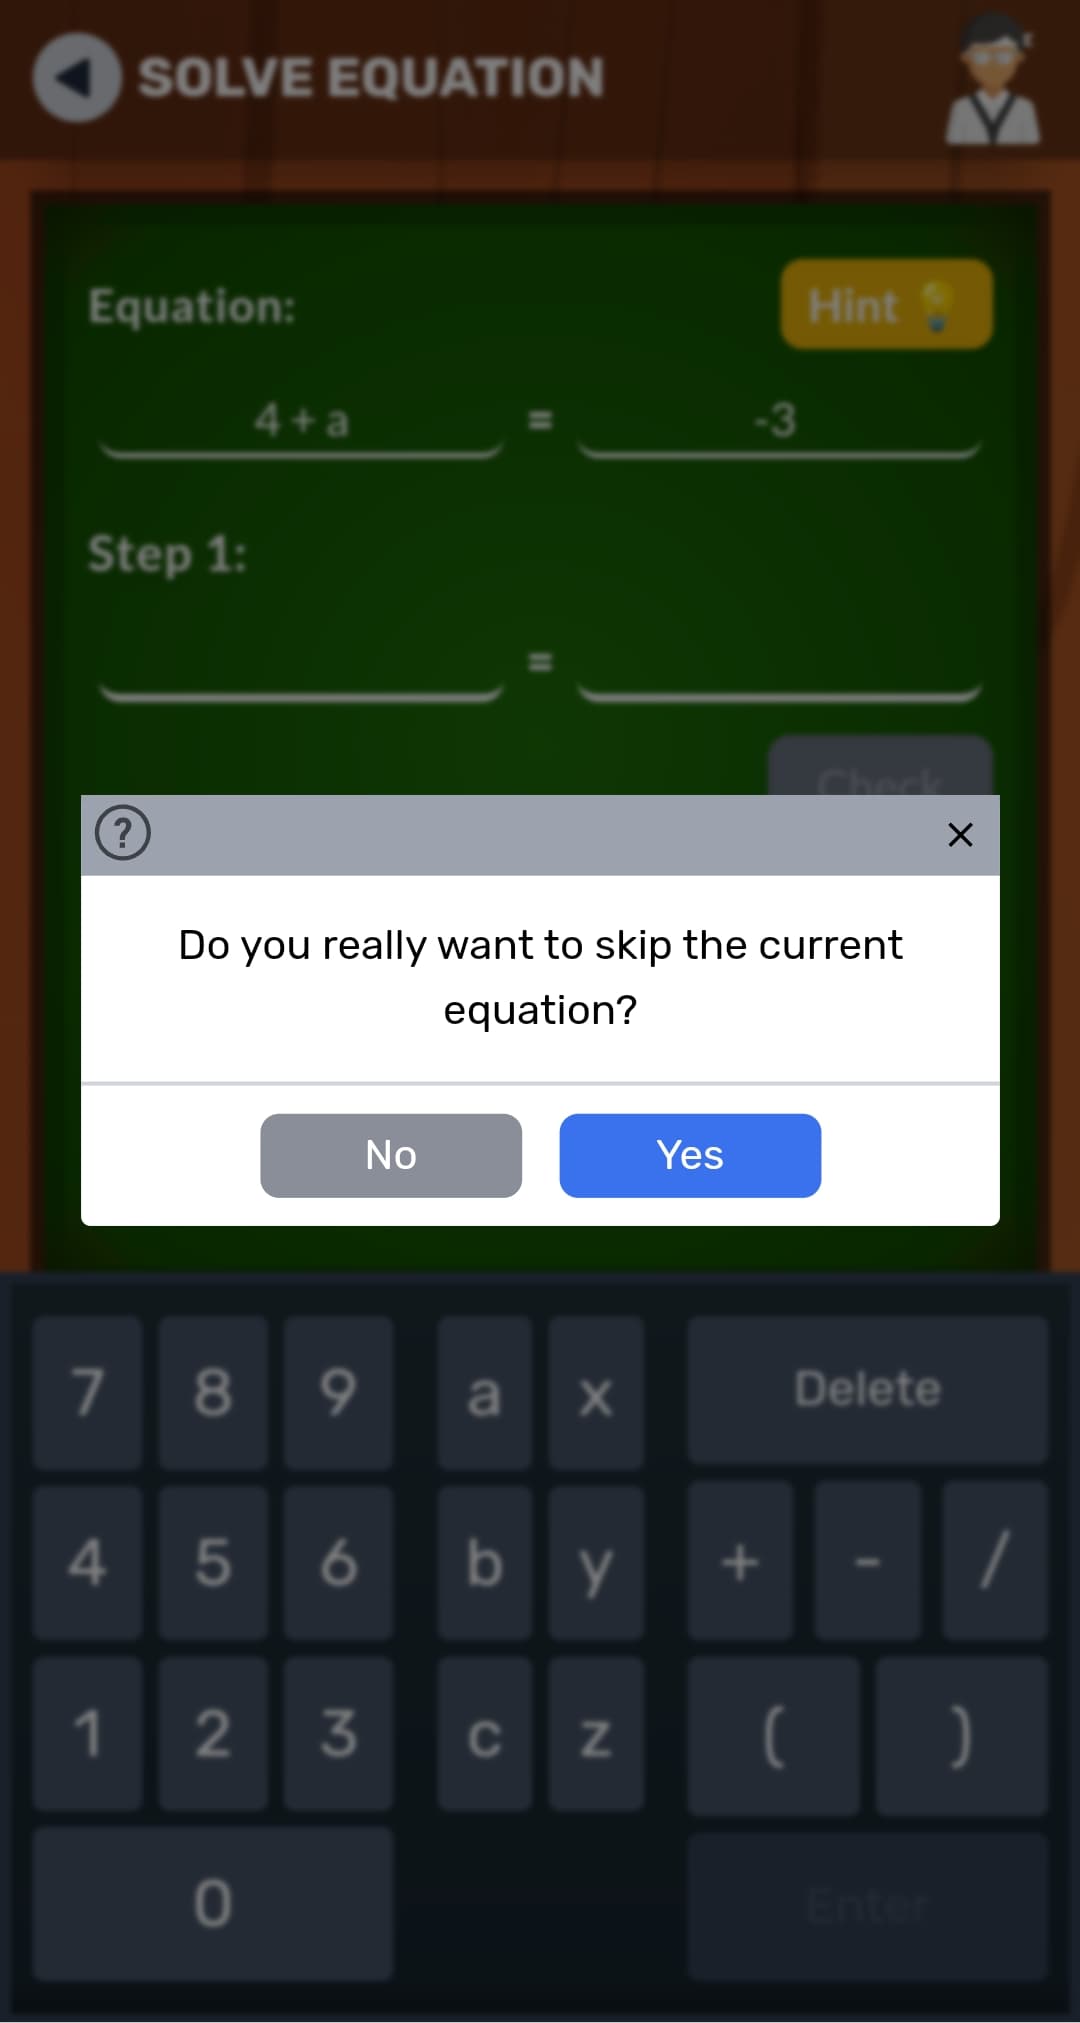 SOLVE EQUATION
Equation:
Hint
4 + a = -3
Step 1:
=
Check
?
Do you really want to skip the current
equation?
No Yes
7 8 9 a x Delete
4 5 6 b y + - /
1 2 3 c z ( )
0 Enter